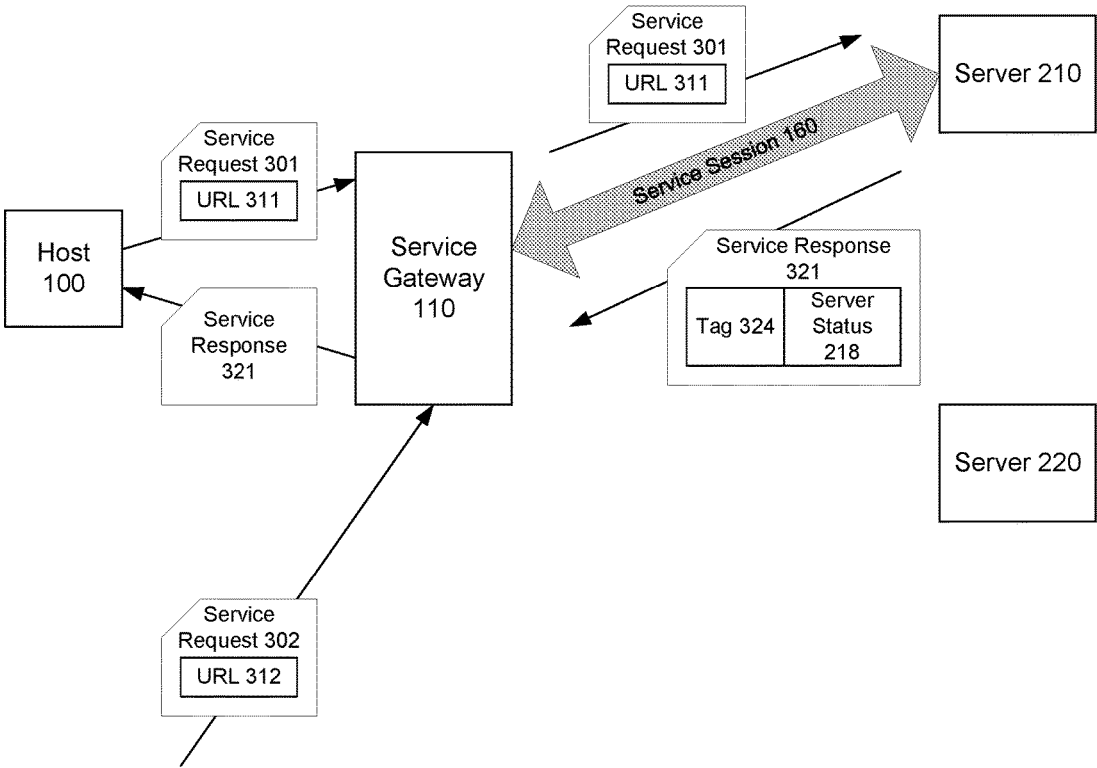 Service
Request 301
URL 311
Server 210
Service Session 160
Service
Request 301
URL 311
Host
100
Service
Gateway
110
Service Response
321
Tag 324
Server
Status
218
Service
Response
321
Server 220
Service
Request 302
URL 312